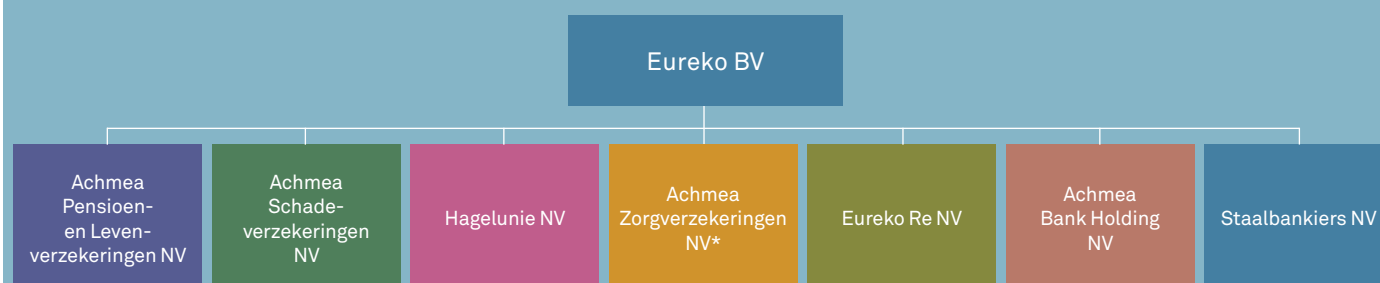 Eureko BV
Achmea
Pensioen-
en Leven-
verzekeringen NV
Achmea
Schade-
verzekeringen
NV
Hagelunie NV
Achmea
Zorgverzekeringen
NV*
Eureko Re NV
Achmea
Bank Holding
NV
Staalbankiers NV